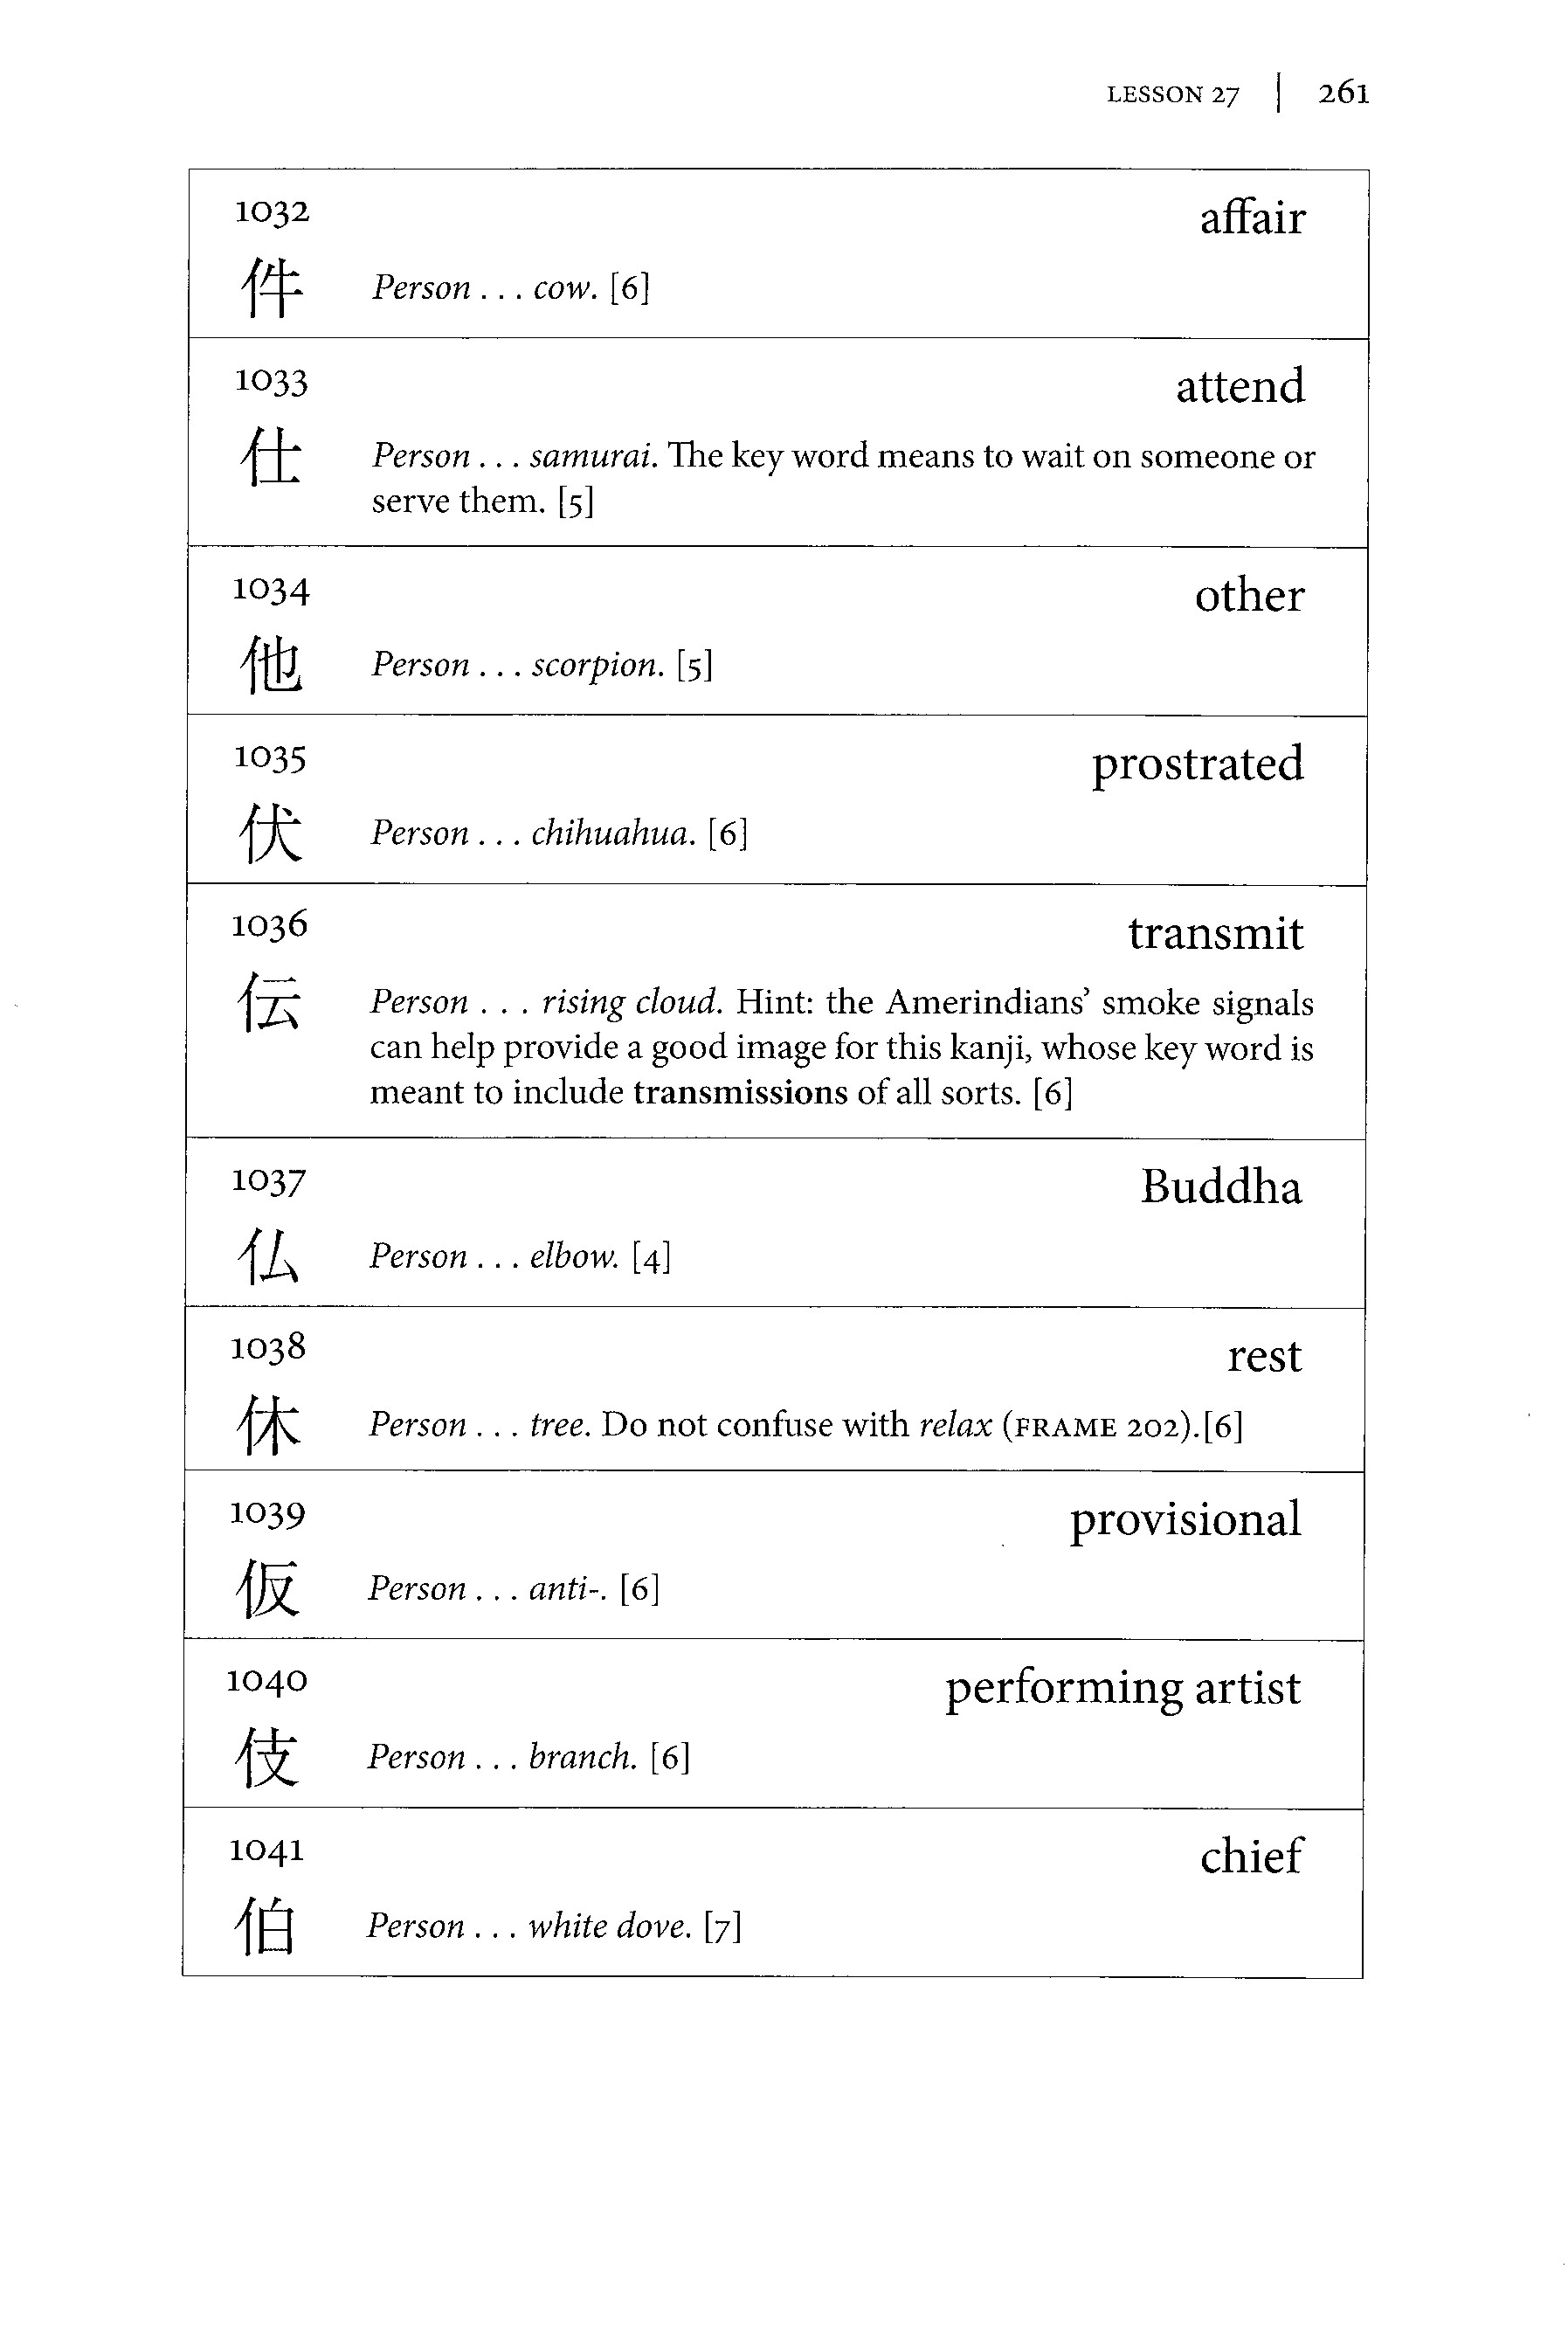 LESSON 27 | 261
1032 affair
件 Person . . . cow. [6]
1033 attend
仕 Person . . . samurai. The key word means to wait on someone or
serve them. [5]
1034 other
他 Person . . . scorpion. [5]
1035 prostrated
伏 Person . . . chihuahua. [6]
1036 transmit
伝 Person . . . rising cloud. Hint: the Amerindians’ smoke signals
can help provide a good image for this kanji, whose key word is
meant to include transmissions of all sorts. [6]
1037 Buddha
仏 Person . . . elbow. [4]
1038 rest
休 Person . . . tree. Do not confuse with relax (FRAME 202).[6]
1039 provisional
仮 Person . . . anti-. [6]
1040 performing artist
伎 Person . . . branch. [6]
1041 chief
伯 Person . . . white dove. [7]